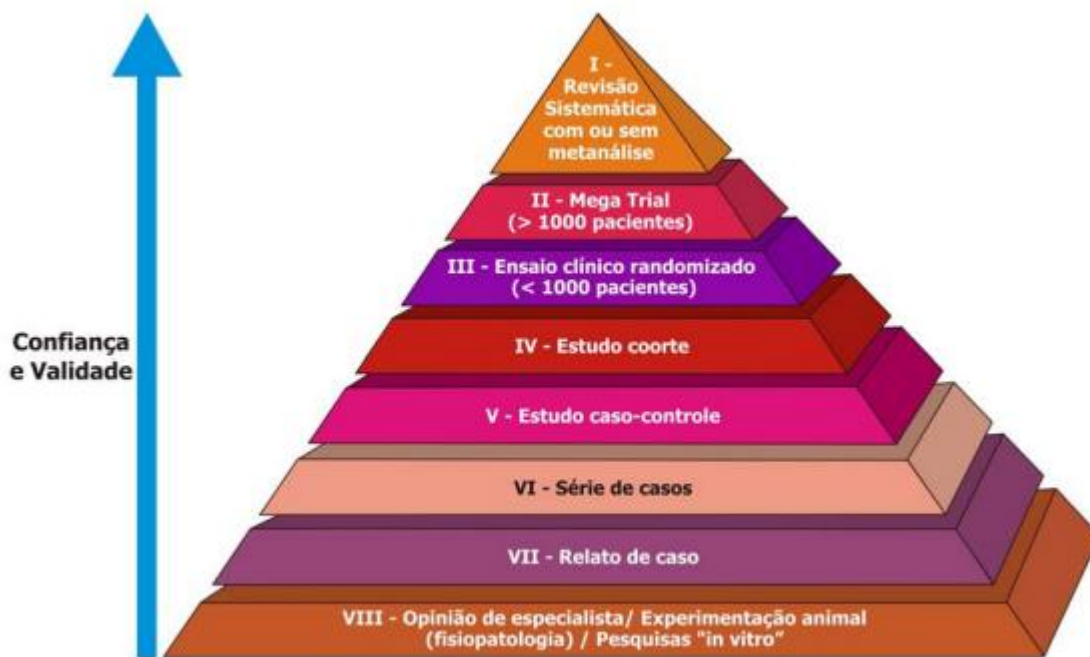 I -
Revisão
Sistemática
com ou sem
metanálise
II - Mega Trial
(> 1000 pacientes)
III - Ensaio clínico randomizado
(< 1000 pacientes)
Confiança
e Validade
IV - Estudo coorte
V - Estudo caso-controle
VI - Série de casos
VII - Relato de caso
VIII - Opinião de especialista/ Experimentação animal
(fisiopatologia) / Pesquisas "in vitro”